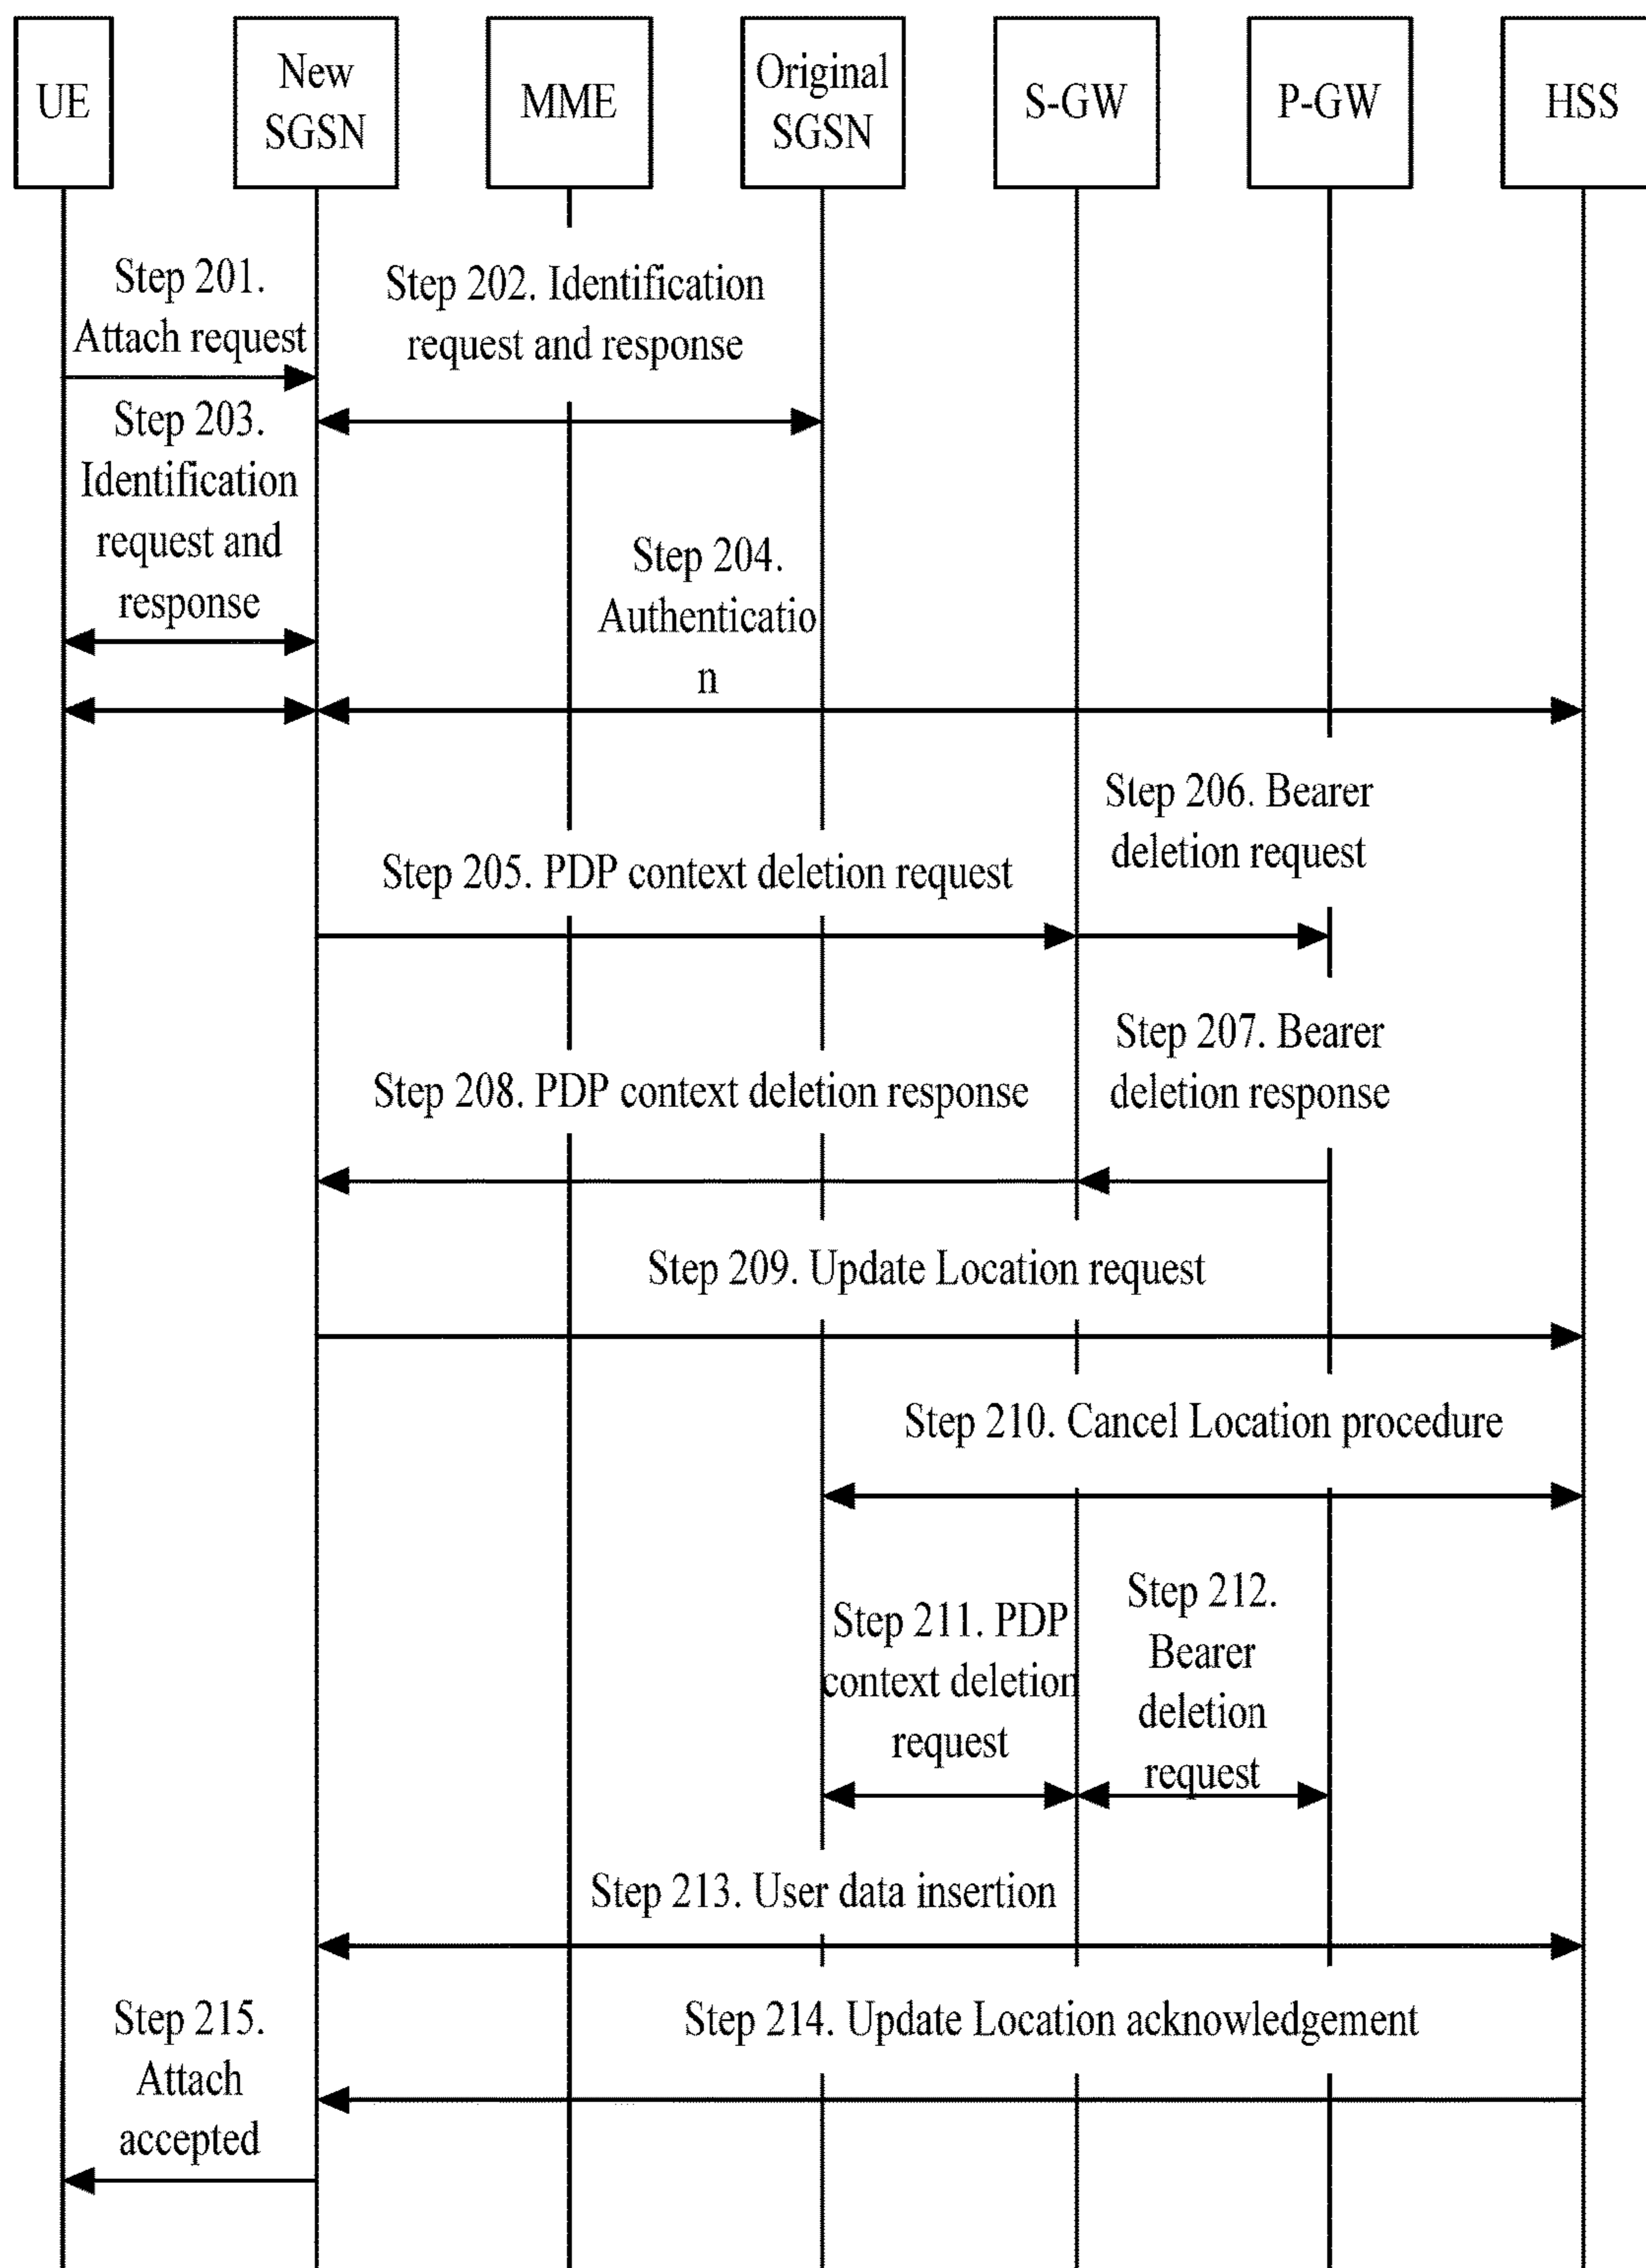 UE
New
SGSN
MME
Original
SGSN
S-GW
P-GW
HSS
Step 201.
Attach request
Step 202. Identification
request and response
Step 203.
Identification
request and
response
Step 204.
Authenticatio
n
Step 205. PDP context deletion request
Step 206. Bearer
deletion request
Step 207. Bearer
deletion response
Step 208. PDP context deletion response
Step 209. Update Location request
Step 210. Cancel Location procedure
Step 211. PDP
context deletion
request
Step 212.
Bearer
deletion
request
Step 213. User data insertion
Step 214. Update Location acknowledgement
Step 215.
Attach
accepted